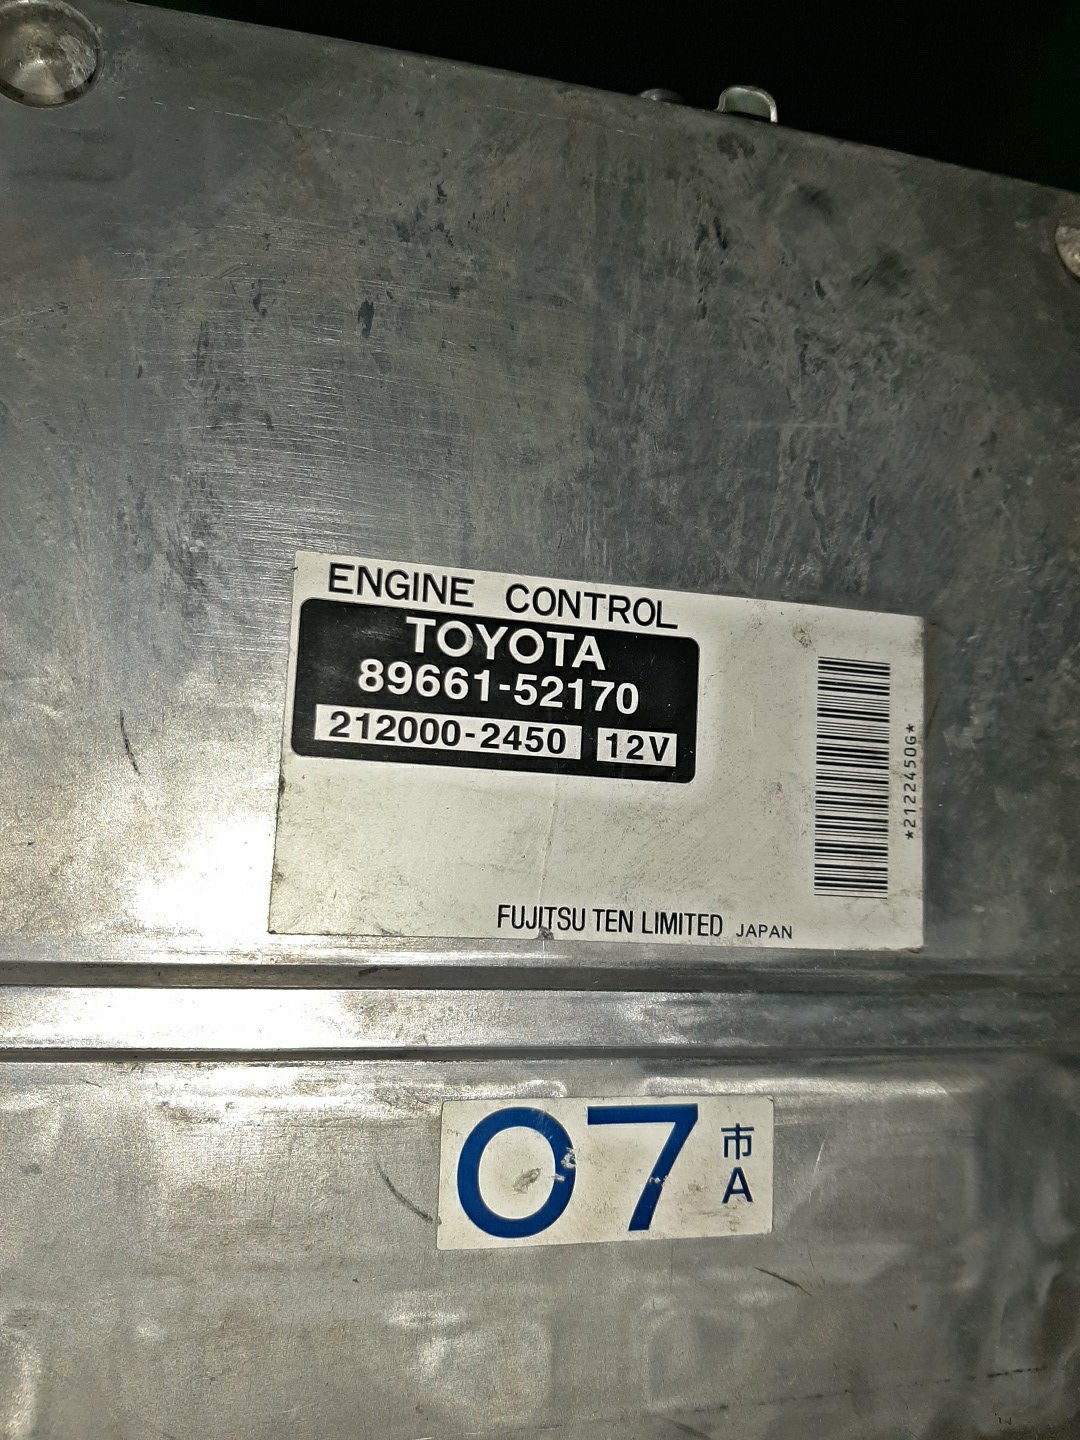 ENGINE CONTROL
TOYOTA
89661-52170
212000-2450 12V
*2122450G*
FUJITSU TEN LIMITED JAPAN
07 市
A